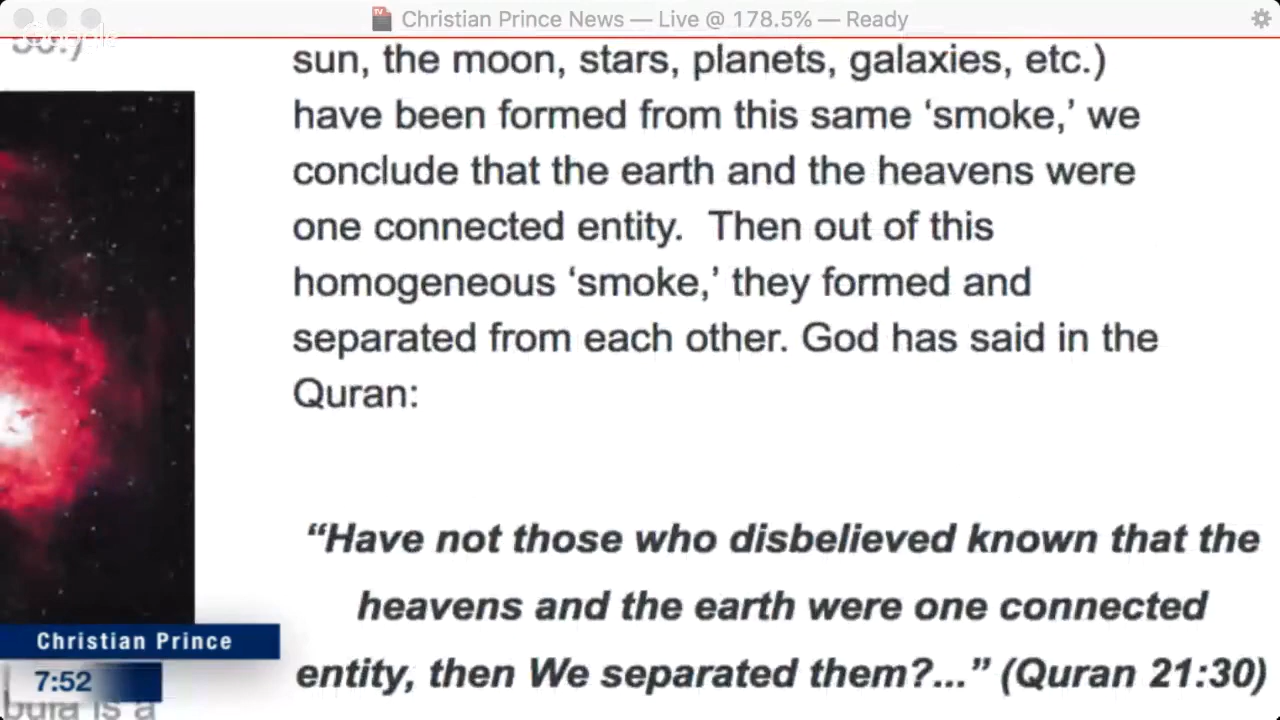 Christian Prince News — Live @ 178.5% — Ready
Google
sun, the moon, stars, planets, galaxies, etc.)
have been formed from this same ‘smoke,’ we
conclude that the earth and the heavens were
one connected entity.  Then out of this
homogeneous ‘smoke,’ they formed and
separated from each other. God has said in the
Quran:
“Have not those who disbelieved known that the
heavens and the earth were one connected
entity, then We separated them?...” (Quran 21:30)
Christian Prince
7:52
is a